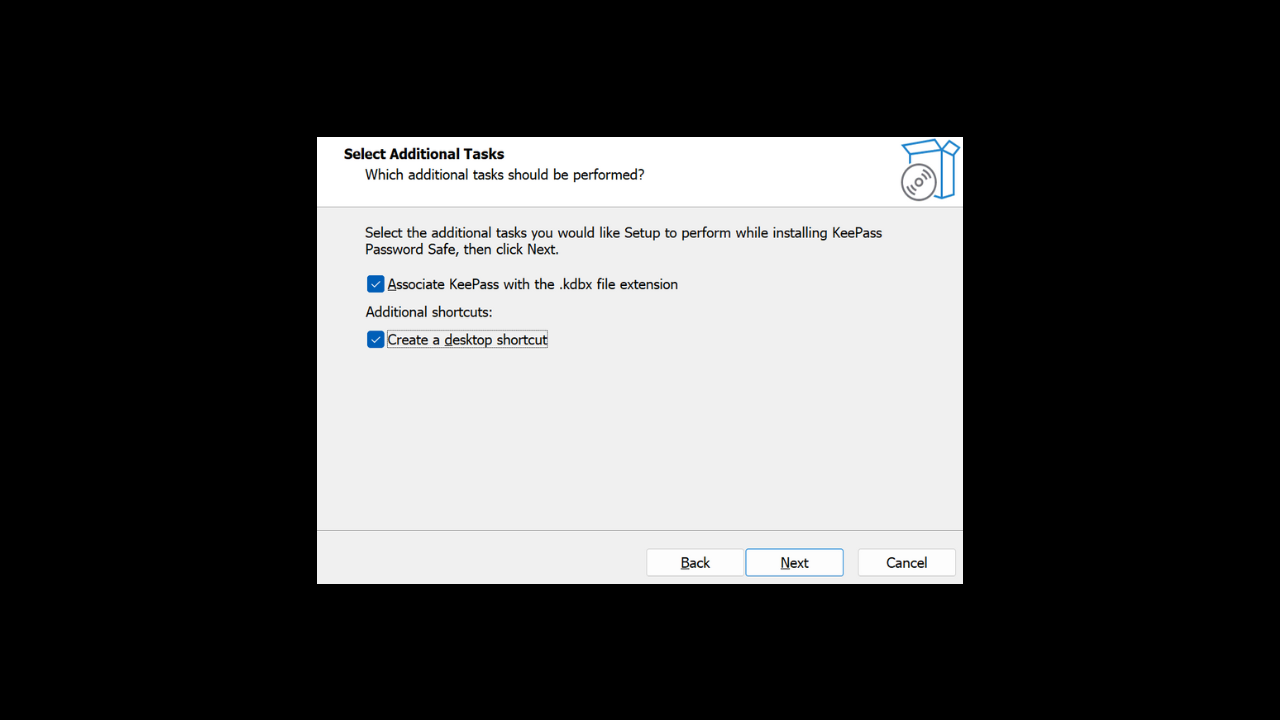 Select Additional Tasks
Which additional tasks should be performed?
Select the additional tasks you would like Setup to perform while installing KeePass
Password Safe, then click Next.
Associate KeePass with the .kdbx file extension
Additional shortcuts:
Create a desktop shortcut
Back
Next
Cancel